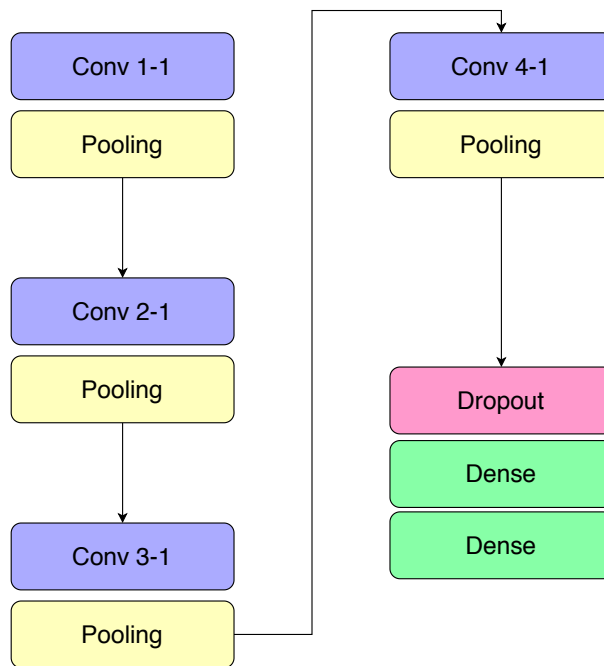 Conv 1-1
Pooling
Conv 2-1
Pooling
Conv 3-1
Pooling
Conv 4-1
Pooling
Dropout
Dense
Dense